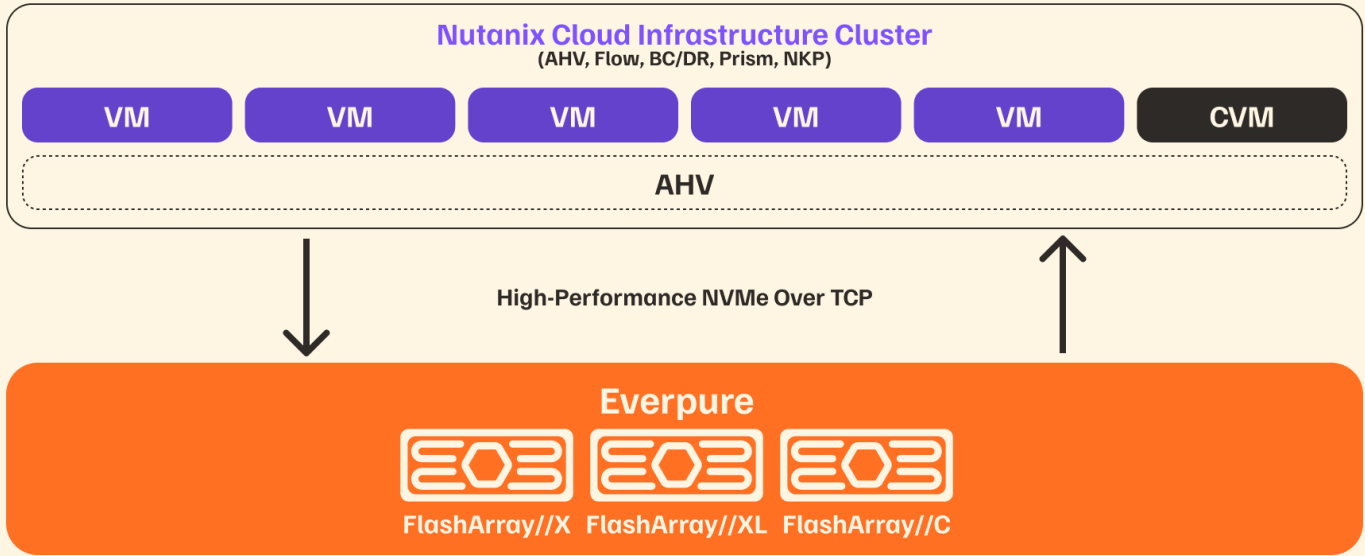 Nutanix Cloud Infrastructure Cluster
(AHV, Flow, BC/DR, Prism, NKP)
VM VM VM VM VM CVM
AHV
High-Performance NVMe Over TCP
Everpure
FlashArray//X FlashArray//XL FlashArray//C